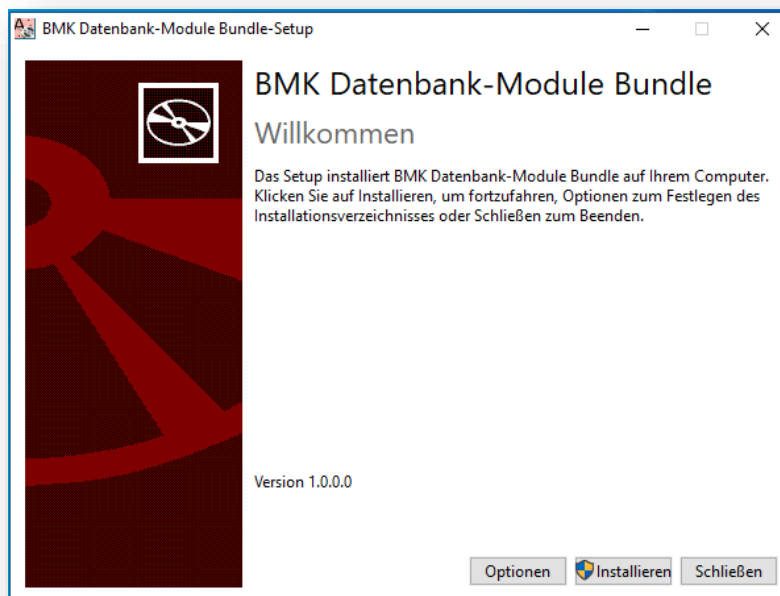 BMK Datenbank-Module Bundle-Setup
BMK Datenbank-Module Bundle
Willkommen
Das Setup installiert BMK Datenbank-Module Bundle auf Ihrem Computer.
Klicken Sie auf Installieren, um fortzufahren, Optionen zum Festlegen des
Installationsverzeichnisses oder Schließen zum Beenden.
Version 1.0.0.0
Optionen Installieren Schließen